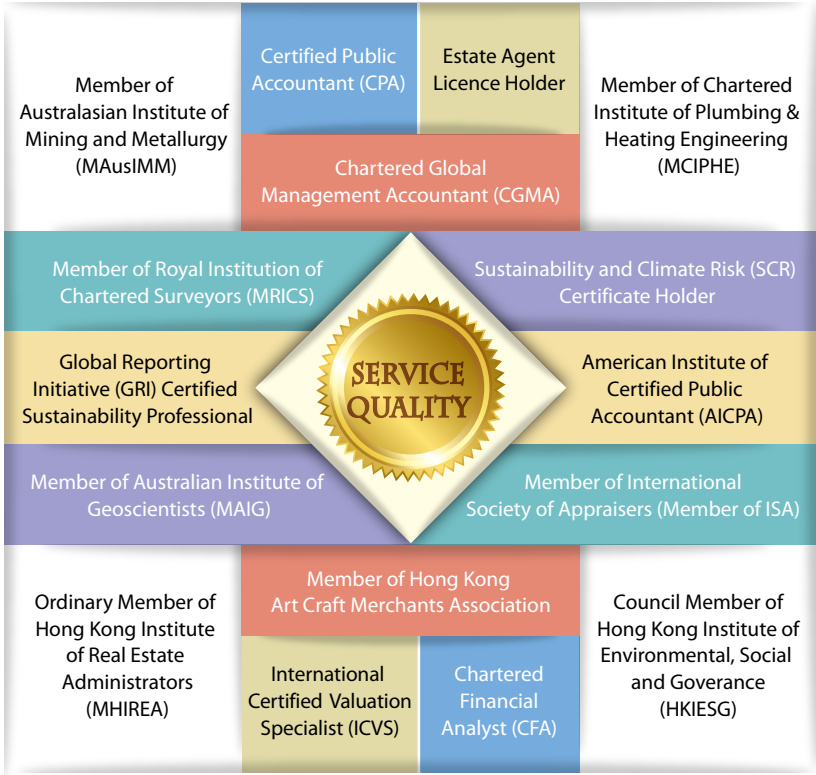 Member of
Australasian Institute of
Mining and Metallurgy
(MAusIMM)
Certified Public
Accountant (CPA)
Estate Agent
Licence Holder
Member of Chartered
Institute of Plumbing &
Heating Engineering
(MCIPHE)
Chartered Global
Management Accountant (CGMA)
Member of Royal Institution of
Chartered Surveyors (MRICS)
Sustainability and Climate Risk (SCR)
Certificate Holder
Global Reporting
Initiative (GRI) Certified
Sustainability Professional
SERVICE
QUALITY
American Institute of
Certified Public
Accountant (AICPA)
Member of Australian Institute of
Geoscientists (MAIG)
Member of International
Society of Appraisers (Member of ISA)
Member of Hong Kong
Art Craft Merchants Association
Ordinary Member of
Hong Kong Institute
of Real Estate
Administrators
(MHIREA)
International
Certified Valuation
Specialist (ICVS)
Chartered
Financial
Analyst (CFA)
Council Member of
Hong Kong Institute of
Environmental, Social
and Goverance
(HKIESG)